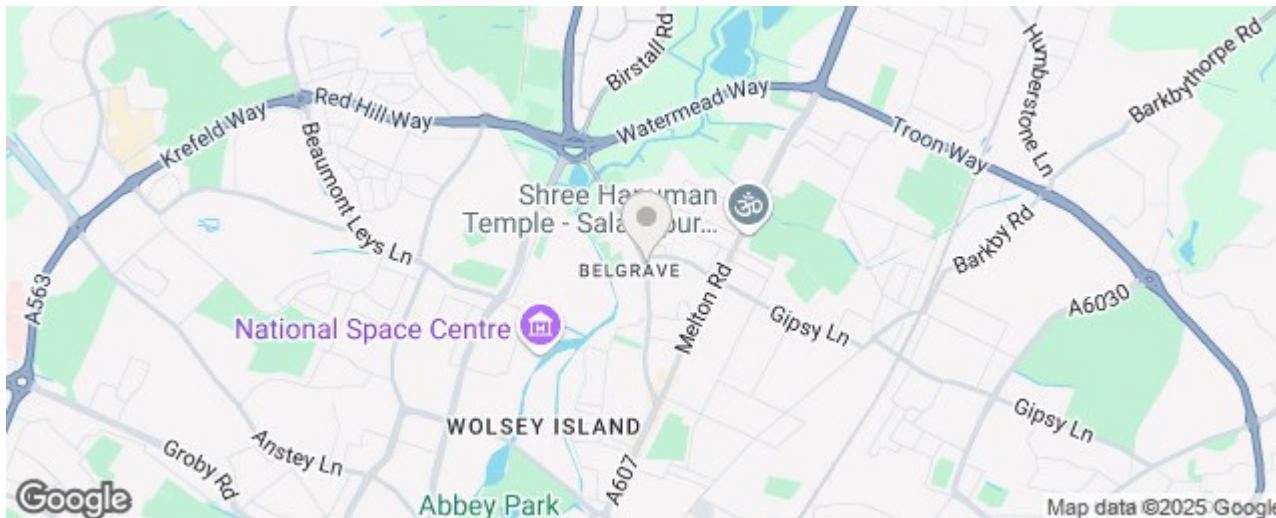 Birstall Rd
Humberstone Ln
Barkbythorpe Rd
Krefeld Way
Red Hill Way
Watermead Way
Troon Way
Beaumont Leys Ln
Shree Hanuman
Temple - Sala pur...
Barkby Rd
BELGRAVE
A563
A6030
National Space Centre
Melton Rd
Gipsy Ln
WOLSEY ISLAND
Gipsy Ln
Anstey Ln
Groby Rd
A607
Abbey Park
Google
Map data ©2025 Google